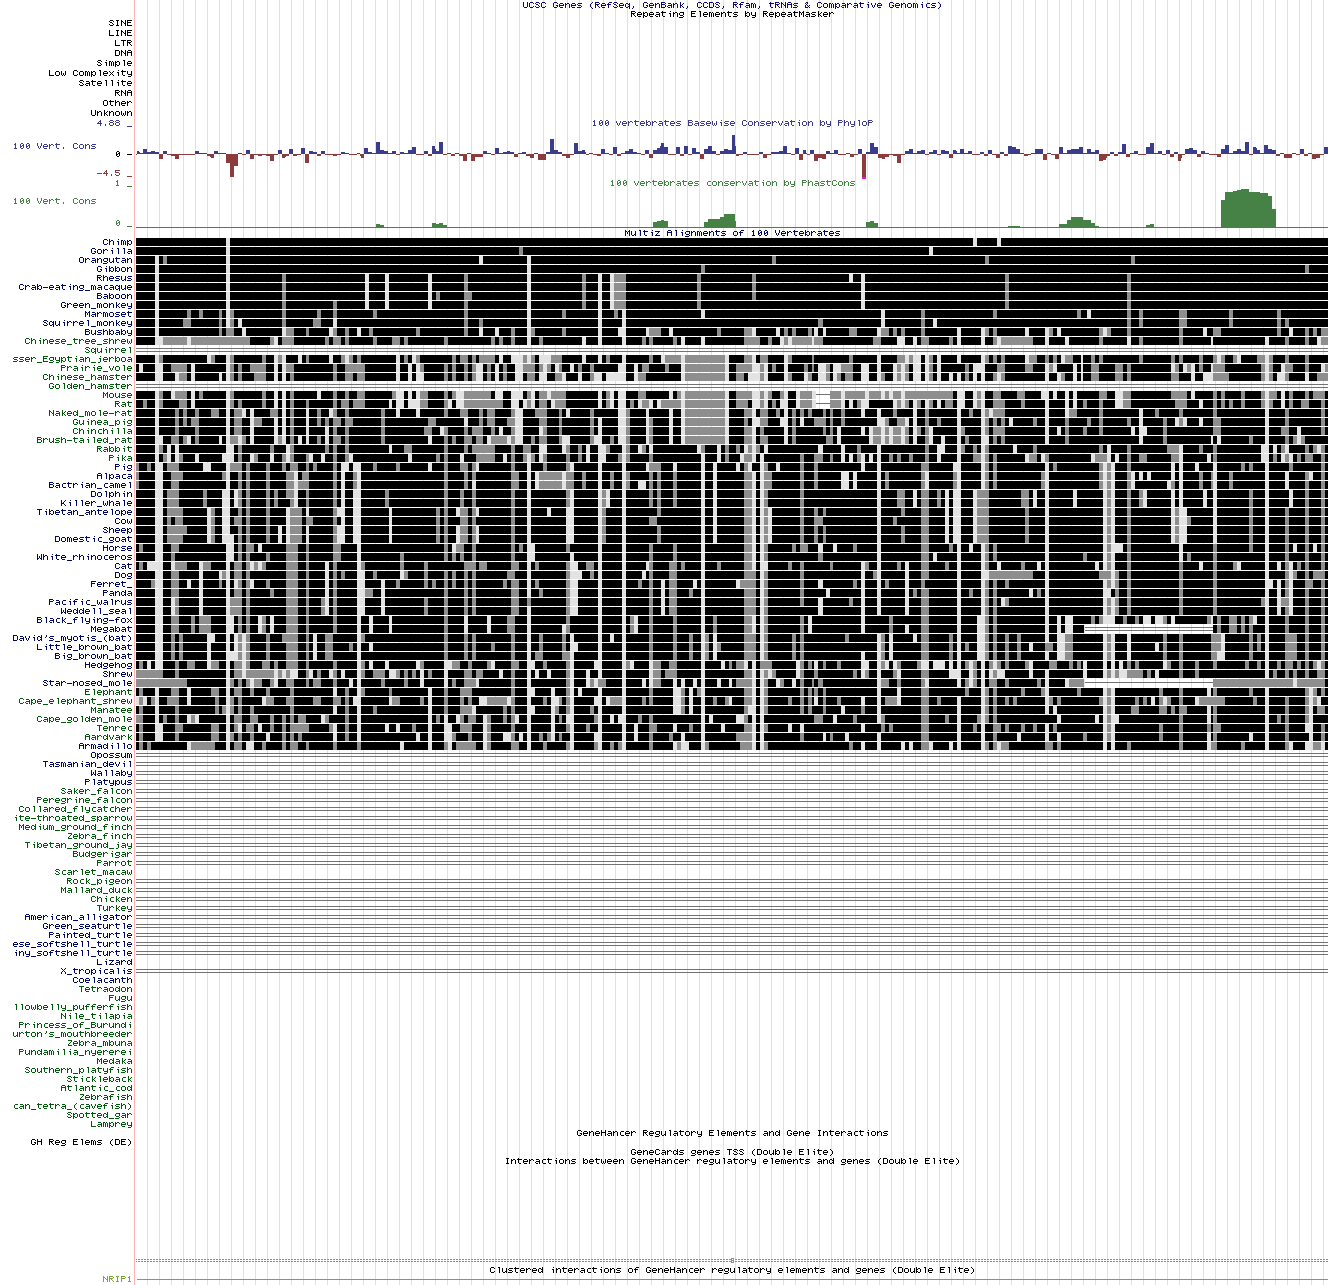 UCSC Genes (RefSeq, GenBank, CCDS, Rfam, tRNAs & Comparative Genomics)
Repeating Elements by RepeatMasker
SINE
LINE
LTR
DNA
Simple
Low Complexity
Satellite
RNA
Other
Unknown
100 vertebrates Basewise Conservation by PhyloP
4.88 _
100 Vert. Cons
0 _
-4.5 _
100 vertebrates conservation by PhastCons
1 _
100 Vert. Cons
0 _
Multiz Alignments of 100 Vertebrates
Chimp
Gorilla
Orangutan
Gibbon
Rhesus
Crab-eating_macaque
Baboon
Green_monkey
Marmoset
Squirrel_monkey
Bushbaby
Chinese_tree_shrew
Squirrel
sser_Egyptian_jerboa
Prairie_vole
Chinese_hamster
Golden_hamster
Mouse
Rat
Naked_mole-rat
Guinea_pig
Chinchilla
Brush-tailed_rat
Rabbit
Pika
Pig
Alpaca
Bactrian_camel
Dolphin
Killer_whale
Tibetan_antelope
Cow
Sheep
Domestic_goat
Horse
White_rhinoceros
Cat
Dog
Ferret_
Panda
Pacific_walrus
Weddell_seal
Black_flying-fox
Megabat
David's_myotis_(bat)
Little_brown_bat
Big_brown_bat
Hedgehog
Shrew
Star-nosed_mole
Elephant
Cape_elephant_shrew
Manatee
Cape_golden_mole
Tenrec
Aardvark
Armadillo
Opossum
Tasmanian_devil
Wallaby
Platypus
Saker_falcon
Peregrine_falcon
Collared_flycatcher
ite-throated_sparrow
Medium_ground_finch
Zebra_finch
Tibetan_ground_jay
Budgerigar
Parrot
Scarlet_macaw
Rock_pigeon
Mallard_duck
Chicken
Turkey
American_alligator
Green_seaturtle
Painted_turtle
ese_softshell_turtle
iny_softshell_turtle
Lizard
X_tropicalis
Coelacanth
Tetraodon
Fugu
llowbelly_pufferfish
Nile_tilapia
Princess_of_Burundi
urton's_mouthbreeder
Zebra_mbuna
Pundamilia_nyererei
Medaka
Southern_platyfish
Stickleback
Atlantic_cod
Zebrafish
can_tetra_(cavefish)
Spotted_gar
Lamprey
GeneHancer Regulatory Elements and Gene Interactions
GH Reg Elems (DE)
GeneCards genes TSS (Double Elite)
Interactions between GeneHancer regulatory elements and genes (Double Elite)
Clustered interactions of GeneHancer regulatory elements and genes (Double Elite)
NRIP1